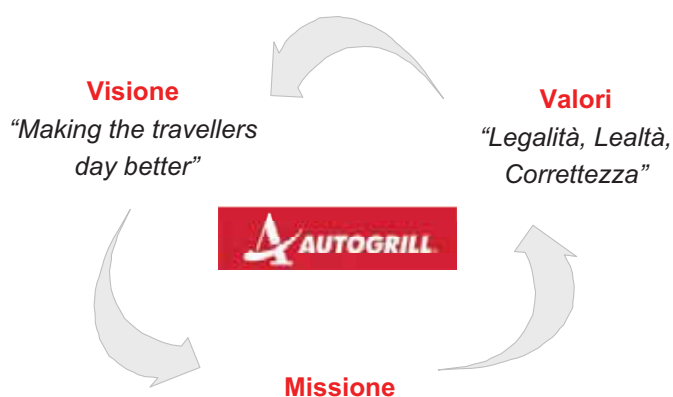 Visione
“Making the travellers
day better”
Valori
“Legalità, Lealtà,
Correttezza”
AUTOGRILL
Missione